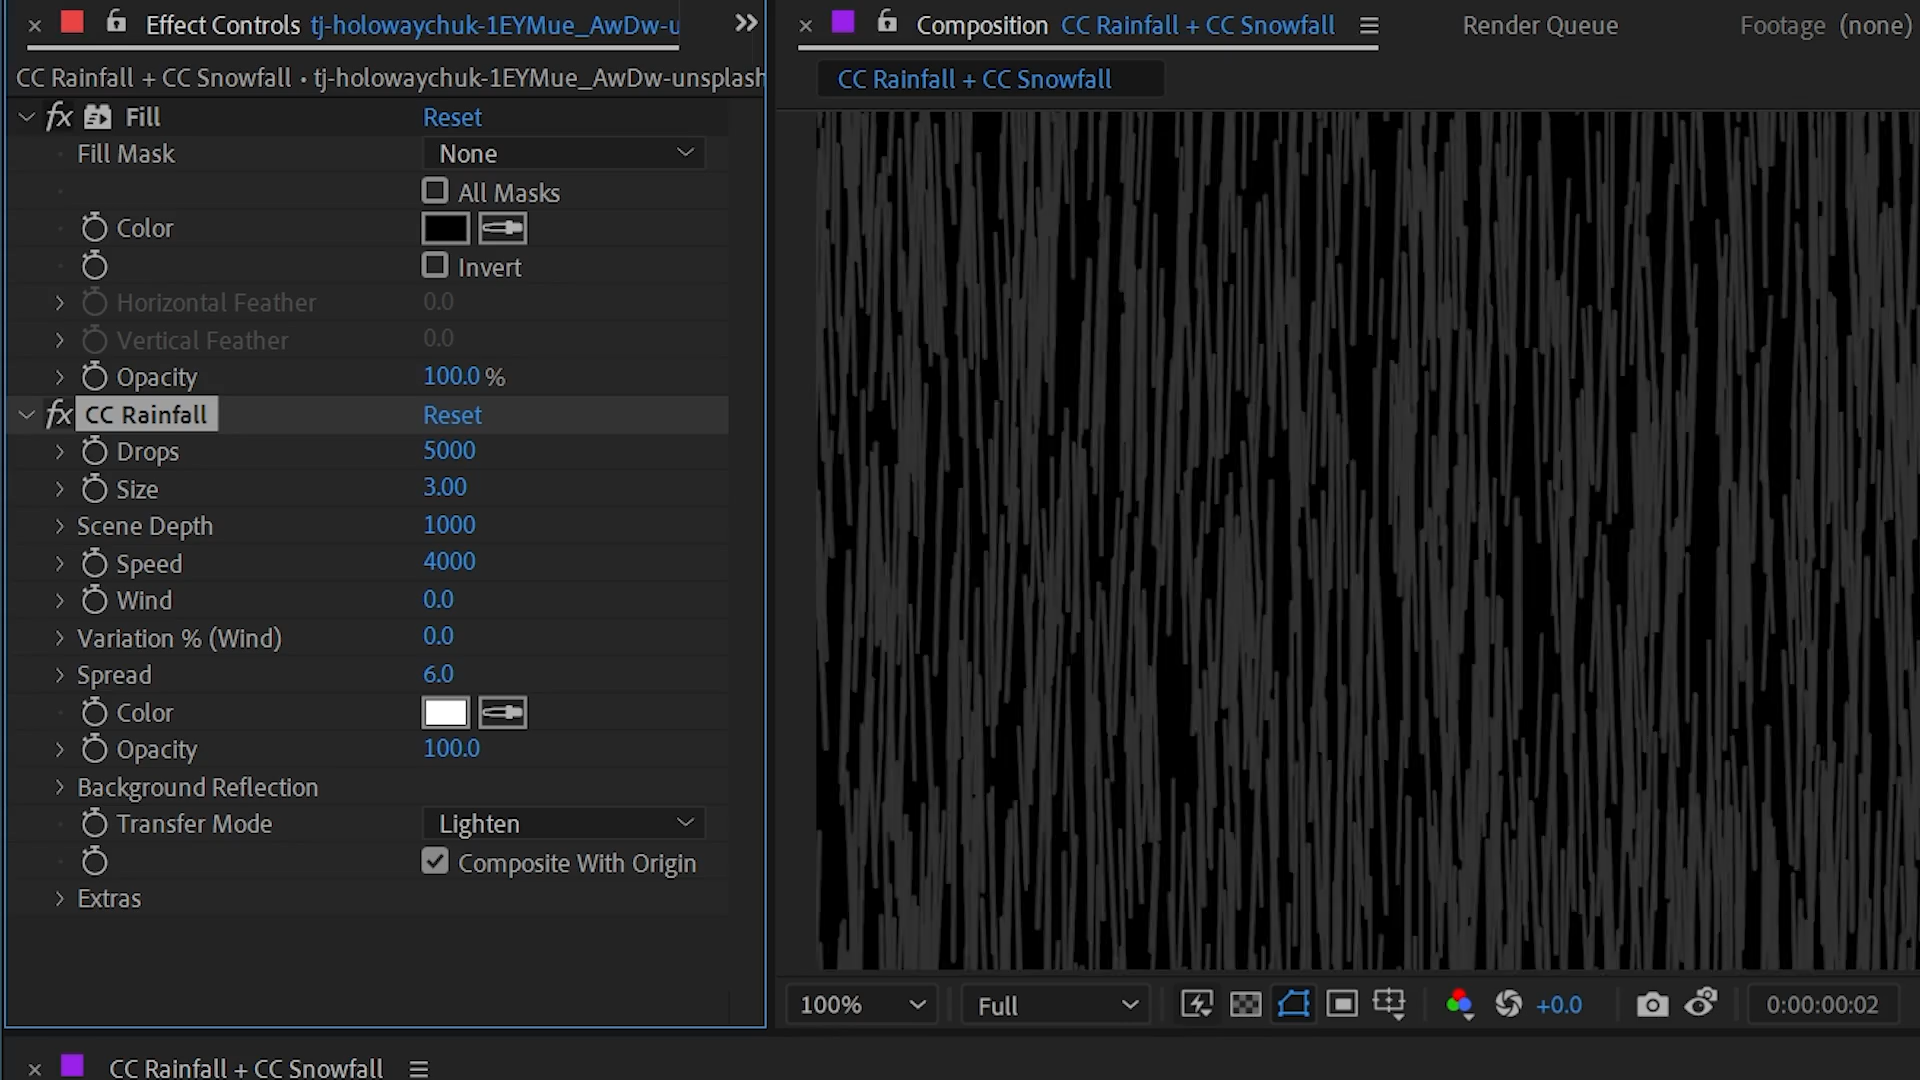 Effect Controls tj-holowaychuk-1EYMue_AwDw-u
CC Rainfall + CC Snowfall • tj-holowaychuk-1EYMue_AwDw-unsplash
fx Fill Reset
Fill Mask None
All Masks
Color
Invert
Horizontal Feather 0.0
Vertical Feather 0.0
Opacity 100.0 %
fx CC Rainfall Reset
Drops 5000
Size 3.00
Scene Depth 1000
Speed 4000
Wind 0.0
Variation % (Wind) 0.0
Spread 6.0
Color
Opacity 100.0
Background Reflection
Transfer Mode Lighten
Composite With Origin
Extras
Composition CC Rainfall + CC Snowfall Render Queue Footage (none)
CC Rainfall + CC Snowfall
100% Full +0.0 0:00:00:02
CC Rainfall + CC Snowfall